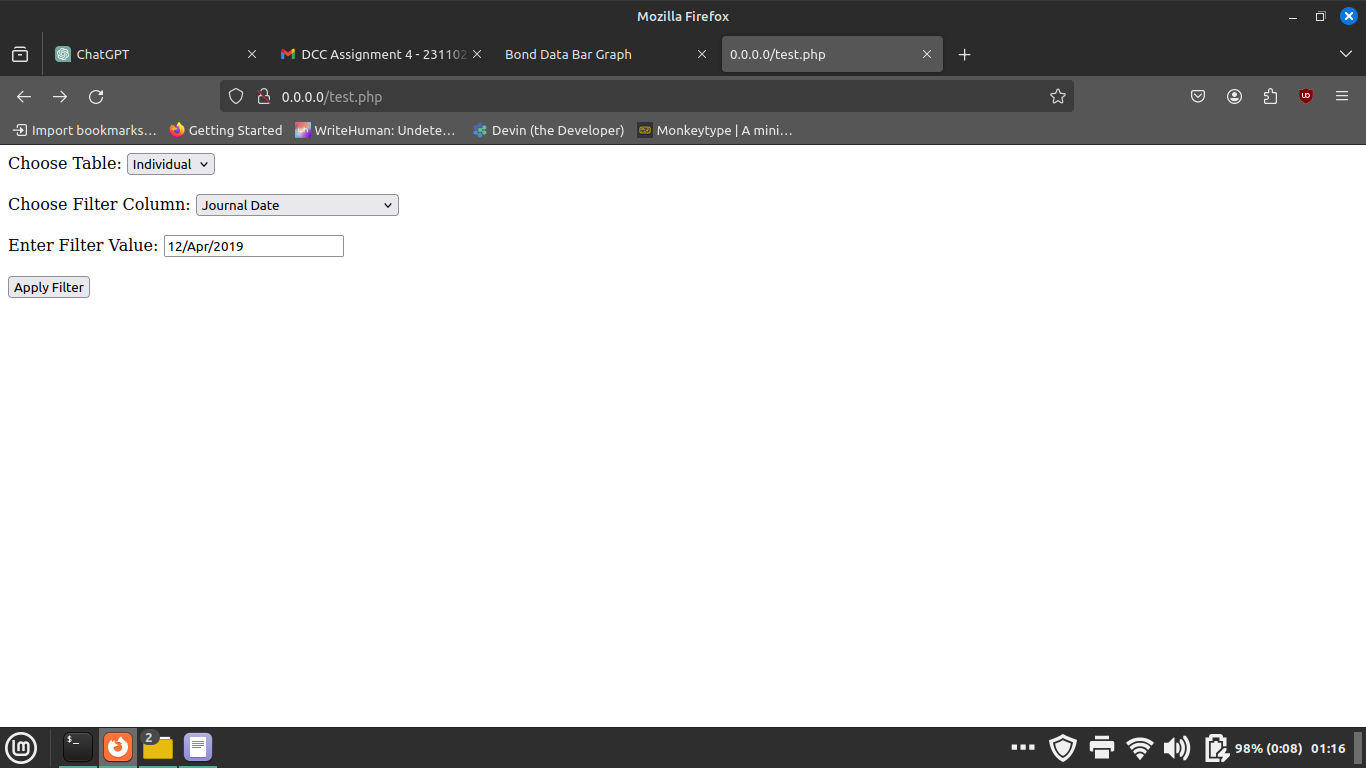 Mozilla Firefox
ChatGPT
DCC Assignment 4 - 231102
Bond Data Bar Graph
0.0.0.0/test.php
0.0.0.0/test.php
Import bookmarks...
Getting Started
WriteHuman: Undete...
Devin (the Developer)
Monkeytype | A mini...
Choose Table: Individual
Choose Filter Column: Journal Date
Enter Filter Value: 12/Apr/2019
Apply Filter
2
98% (0:08) 01:16